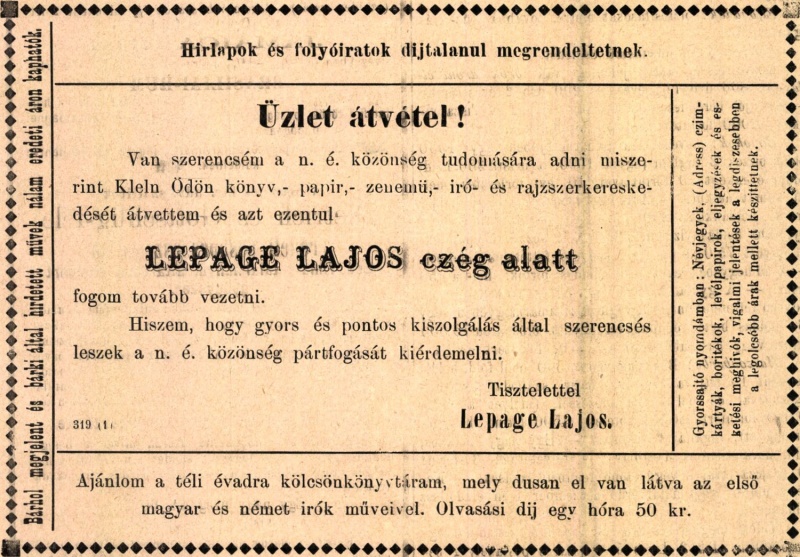 Hirlapok és folyóiratok dijtalanul megrendeltetnek.
Bárhol megjelent és bárki által hirdetett művek nálam eredeti áron kaphatók.
Üzlet átvétel!
Van szerencsém a n. é. közönség tudomására adni misze-
rint Klein Ödön könyv,- papir,- zenemü,- iró- és rajzszerkereske-
dését átvettem és azt ezentul
LEPAGE LAJOS czég alatt
fogom tovább vezetni.
Hiszem, hogy gyors és pontos kiszolgálás által szerencsés
leszek a n. é. közönség pártfogását kiérdemelni.
Tisztelettel
Lepage Lajos.
319 (1)
Gyorssajtó nyomdámban: Névjegyek, (Adress) czim-
kártyák, boritékok, levélpapirok, eljegyzések és es-
ketési meghivók, vigalmi jelentések a legdiszesebben
a legolcsóbb árak mellett készittetnek.
Ajánlom a téli évadra kölcsönkönyvtáram, mely dusan el van látva az első
magyar és német irók műveivel. Olvasási dij egy hóra 50 kr.